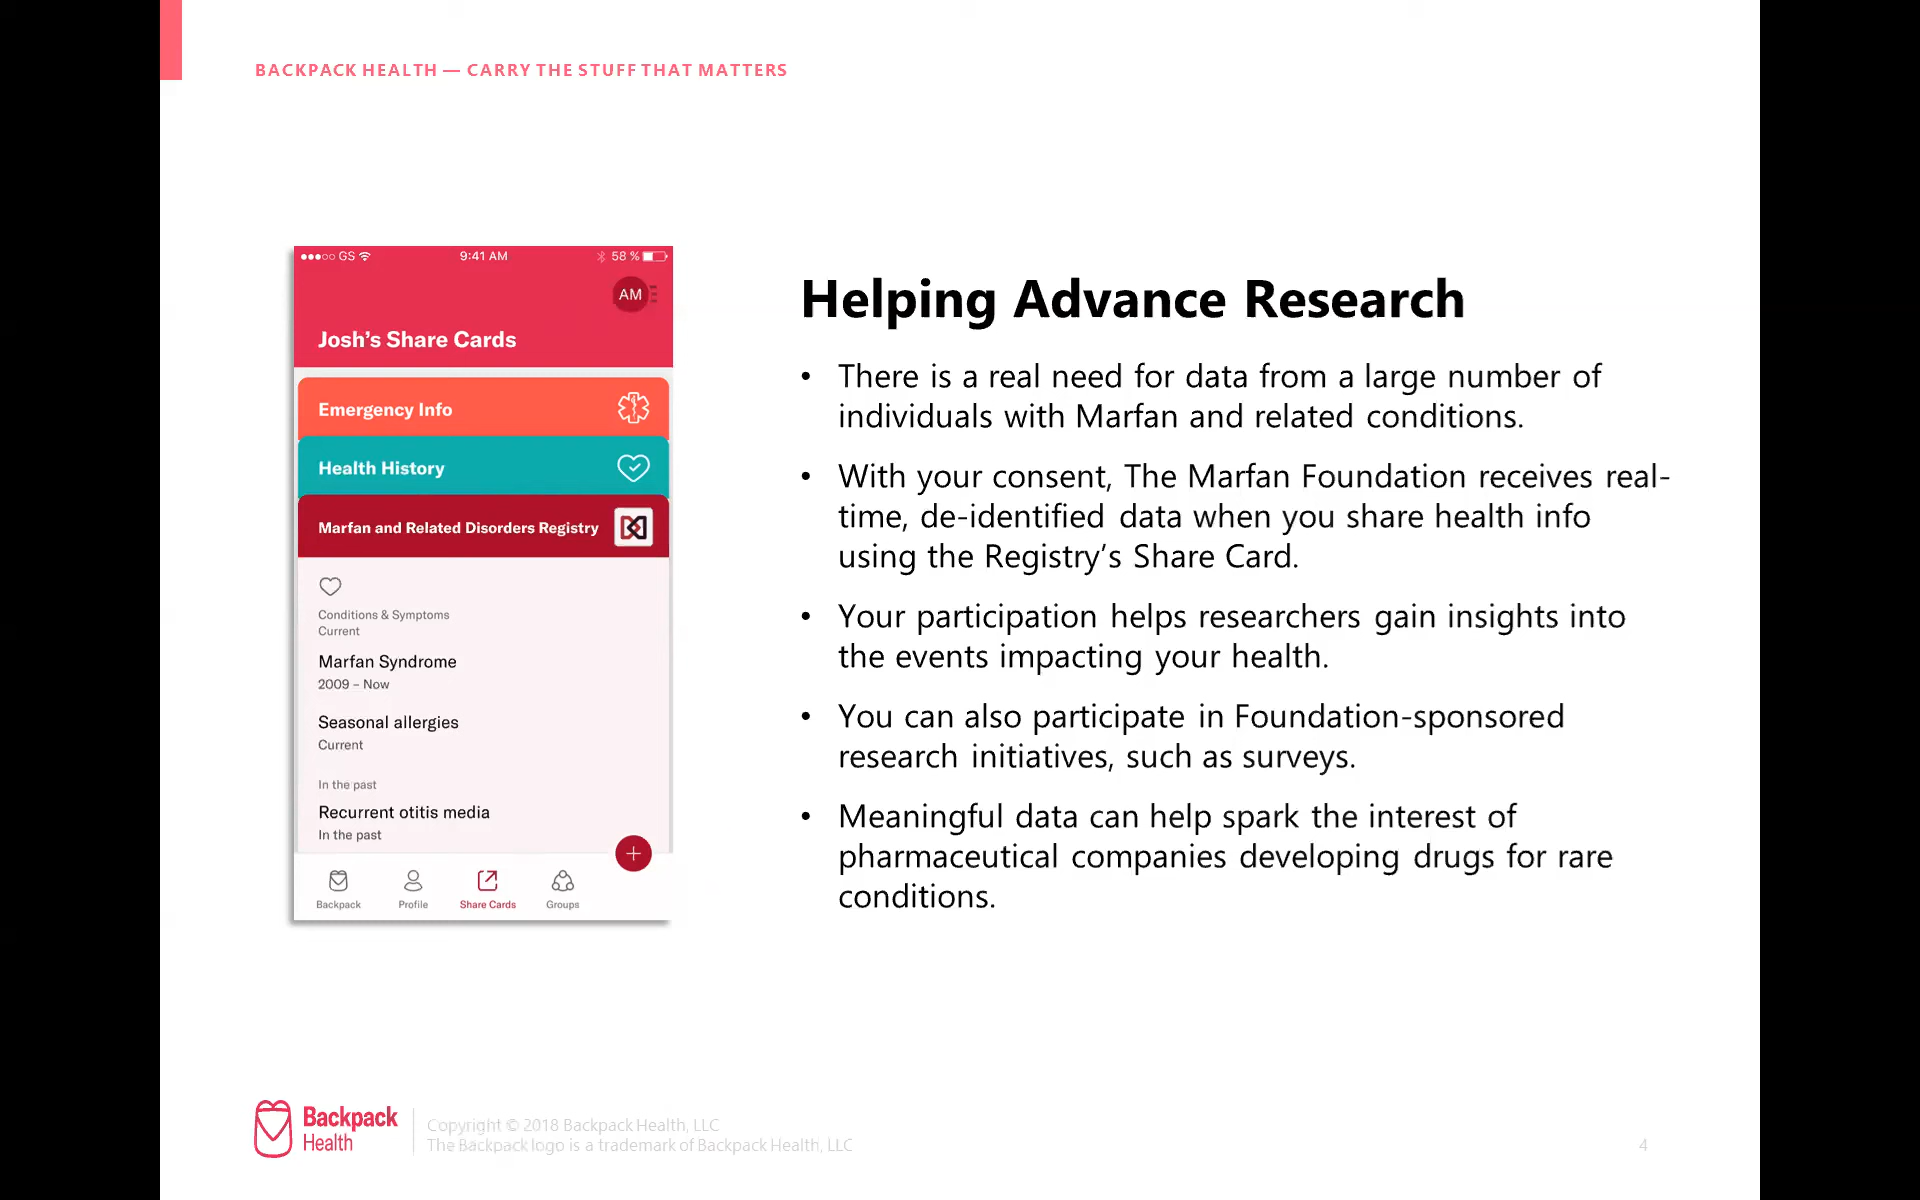 BACKPACK HEALTH — CARRY THE STUFF THAT MATTERS
GS 9:41 AM 58 %
AM
Josh's Share Cards
Emergency Info
Health History
Marfan and Related Disorders Registry
Conditions & Symptoms
Current
Marfan Syndrome
2009 – Now
Seasonal allergies
Current
In the past
Recurrent otitis media
In the past
Backpack Profile Share Cards Groups
Helping Advance Research
• There is a real need for data from a large number of
individuals with Marfan and related conditions.
• With your consent, The Marfan Foundation receives real-
time, de-identified data when you share health info
using the Registry’s Share Card.
• Your participation helps researchers gain insights into
the events impacting your health.
• You can also participate in Foundation-sponsored
research initiatives, such as surveys.
• Meaningful data can help spark the interest of
pharmaceutical companies developing drugs for rare
conditions.
Backpack
Health
Copyright © 2018 Backpack Health, LLC
The Backpack logo is a trademark of Backpack Health, LLC
4